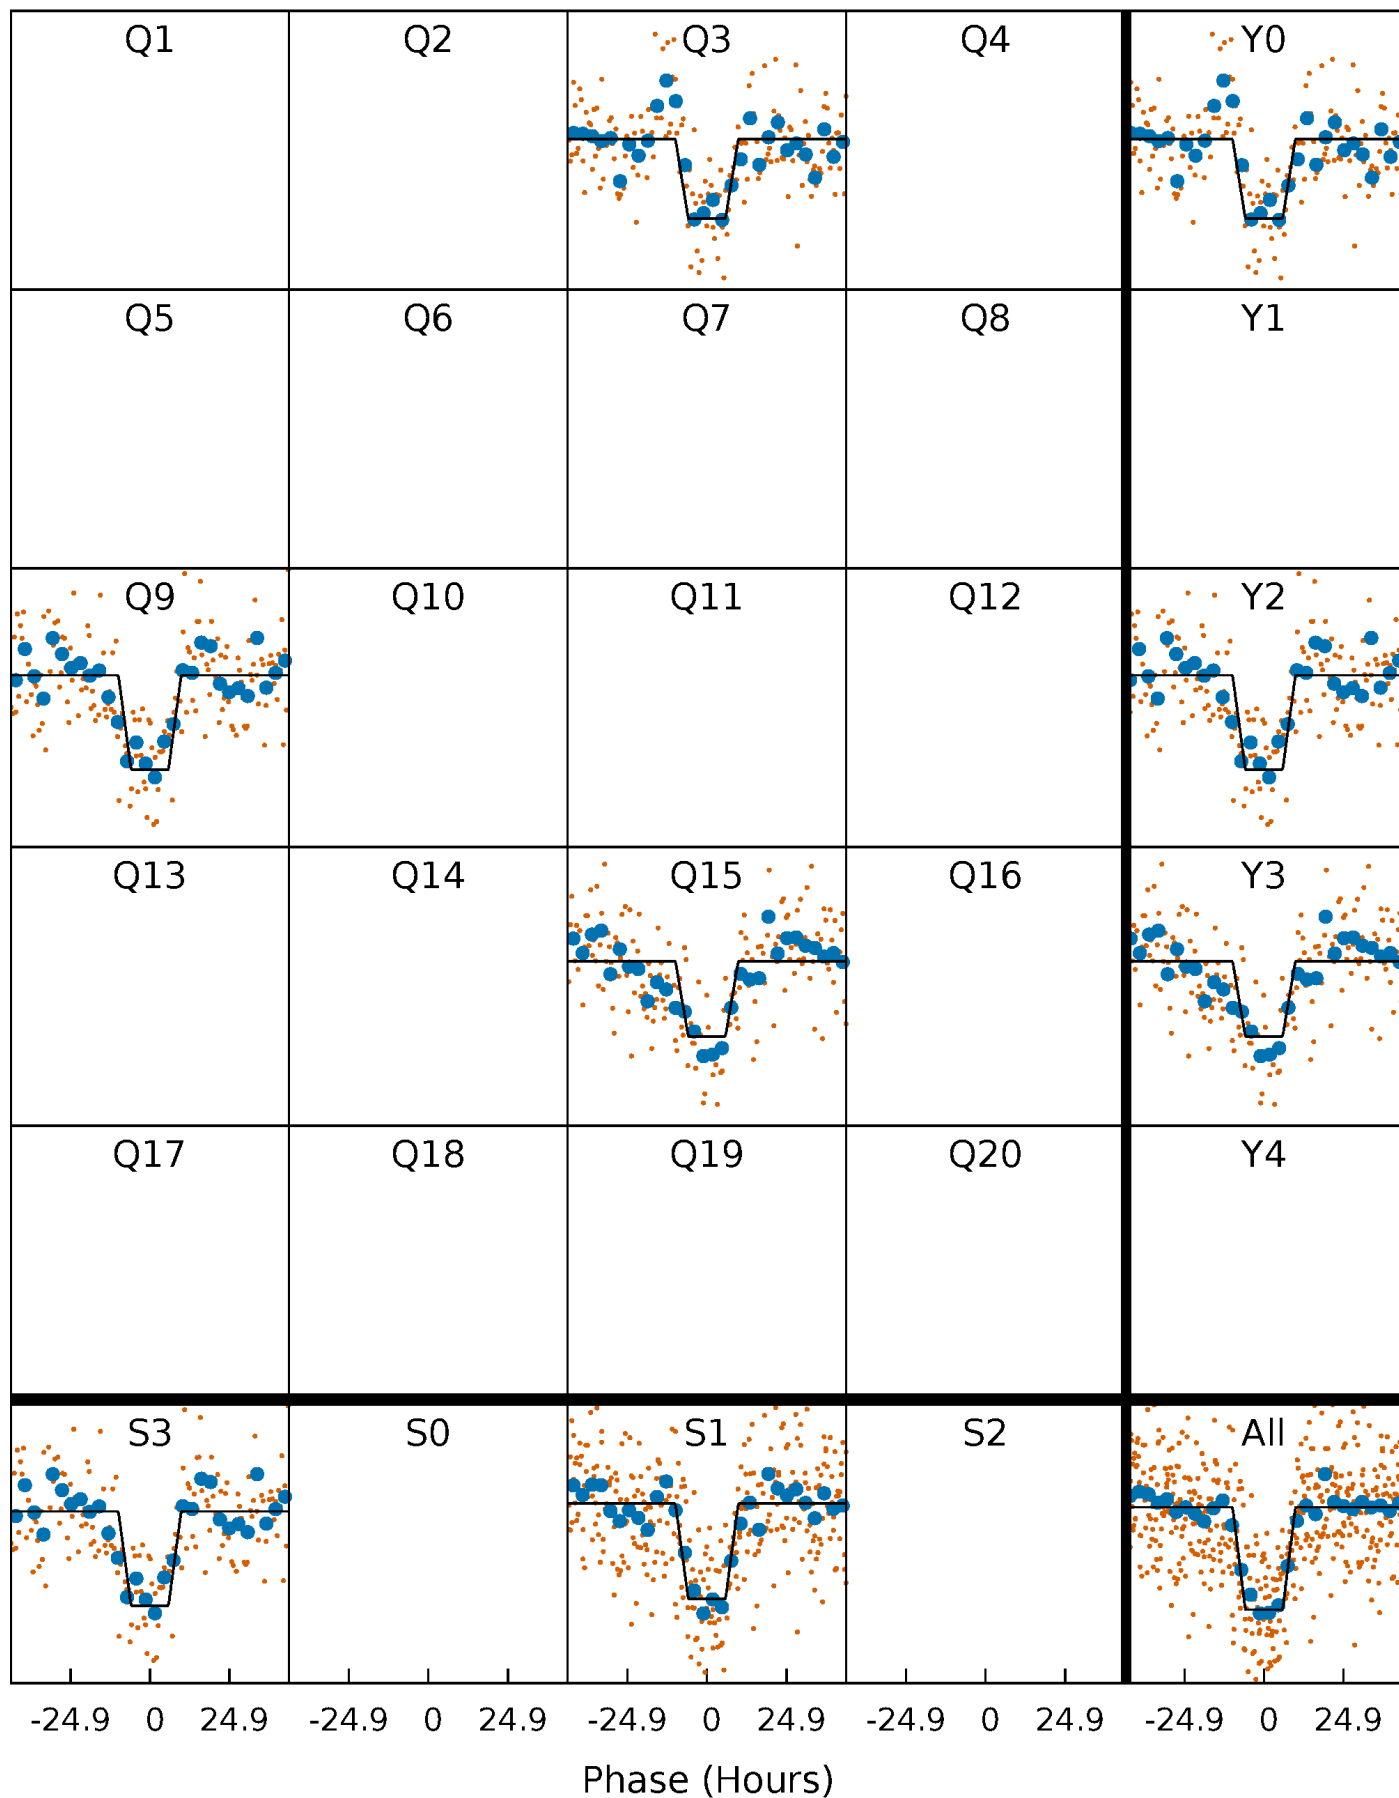 Q1 Q2 Q3 Q4 Y0
Q5 Q6 Q7 Q8 Y1
Q9 Q10 Q11 Q12 Y2
Q13 Q14 Q15 Q16 Y3
Q17 Q18 Q19 Q20 Y4
S3 S0 S1 S2 All
-24.9 0 24.9 -24.9 0 24.9 -24.9 0 24.9 -24.9 0 24.9 -24.9 0 24.9
Phase (Hours)